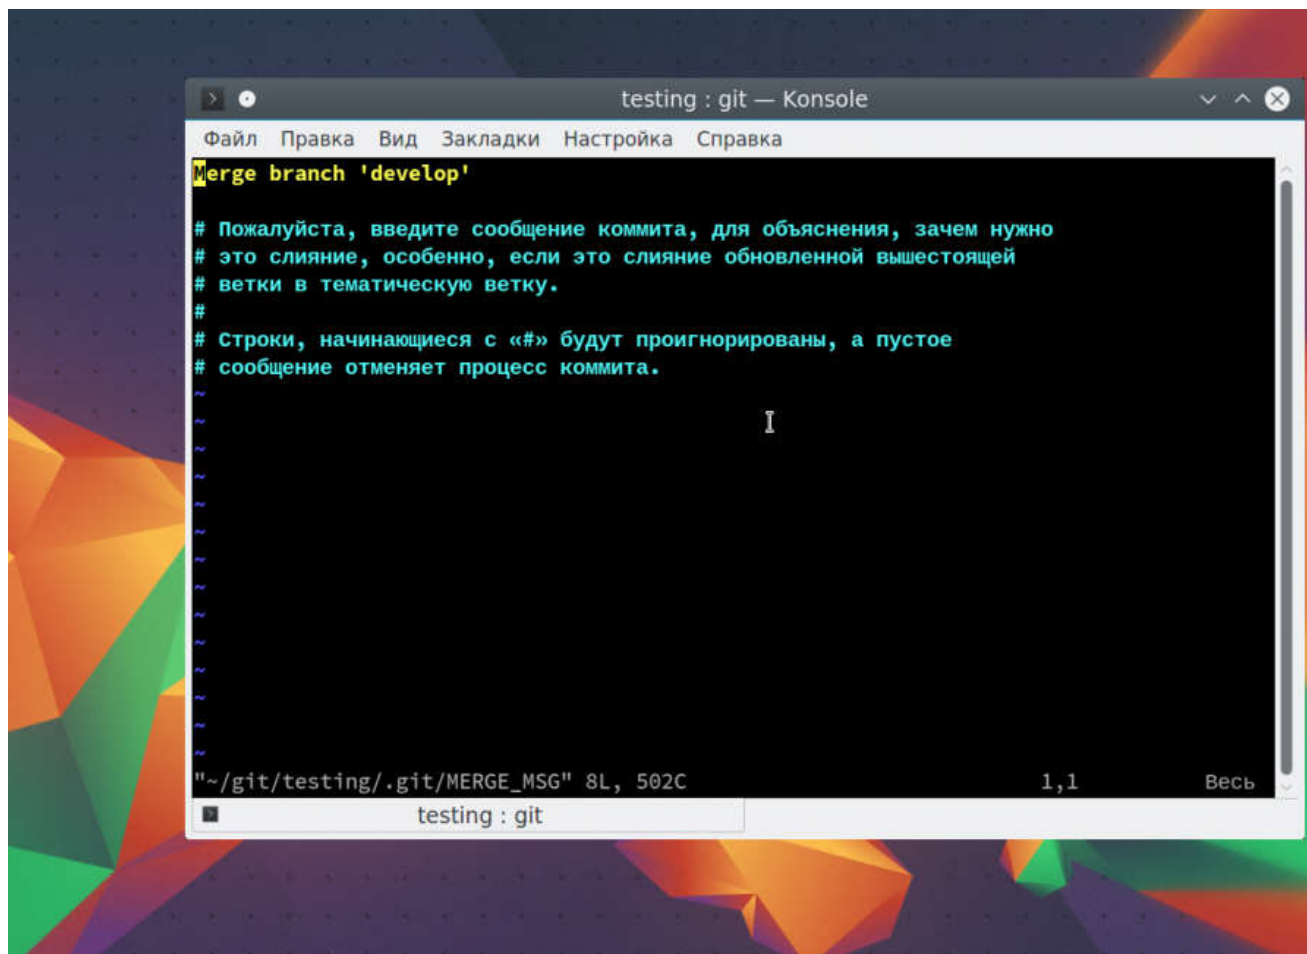 testing : git — Konsole
Файл Правка Вид Закладки Настройка Справка
Merge branch 'develop'
# Пожалуйста, введите сообщение коммита, для объяснения, зачем нужно
# это слияние, особенно, если это слияние обновленной вышестоящей
# ветки в тематическую ветку.
#
# Строки, начинающиеся с «#» будут проигнорированы, а пустое
# сообщение отменяет процесс коммита.
~
~
~
~
~
~
~
~
~
~
~
~
~
~
"~/git/testing/.git/MERGE_MSG" 8L, 502C 1,1 Весь
testing : git